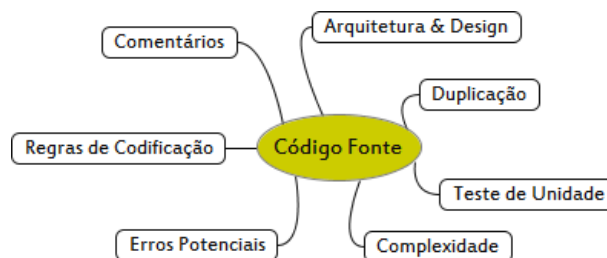 Arquitetura & Design
Comentários
Duplicação
Código Fonte
Regras de Codificação
Teste de Unidade
Erros Potenciais
Complexidade